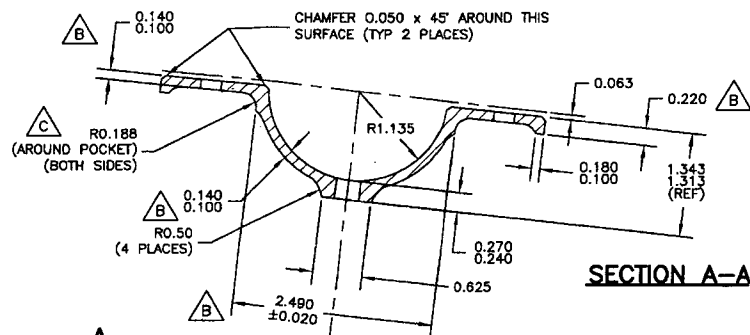 B
0.140
0.100
CHAMFER 0.050 x 45° AROUND THIS
SURFACE (TYP 2 PLACES)
0.063
0.220
B
C
R0.188
(AROUND POCKET)
(BOTH SIDES)
R1.135
0.180
0.100
1.343
1.313
(REF)
B
0.140
0.100
R0.50
(4 PLACES)
0.270
0.240
0.625
SECTION A-A
B
2.490
±0.020